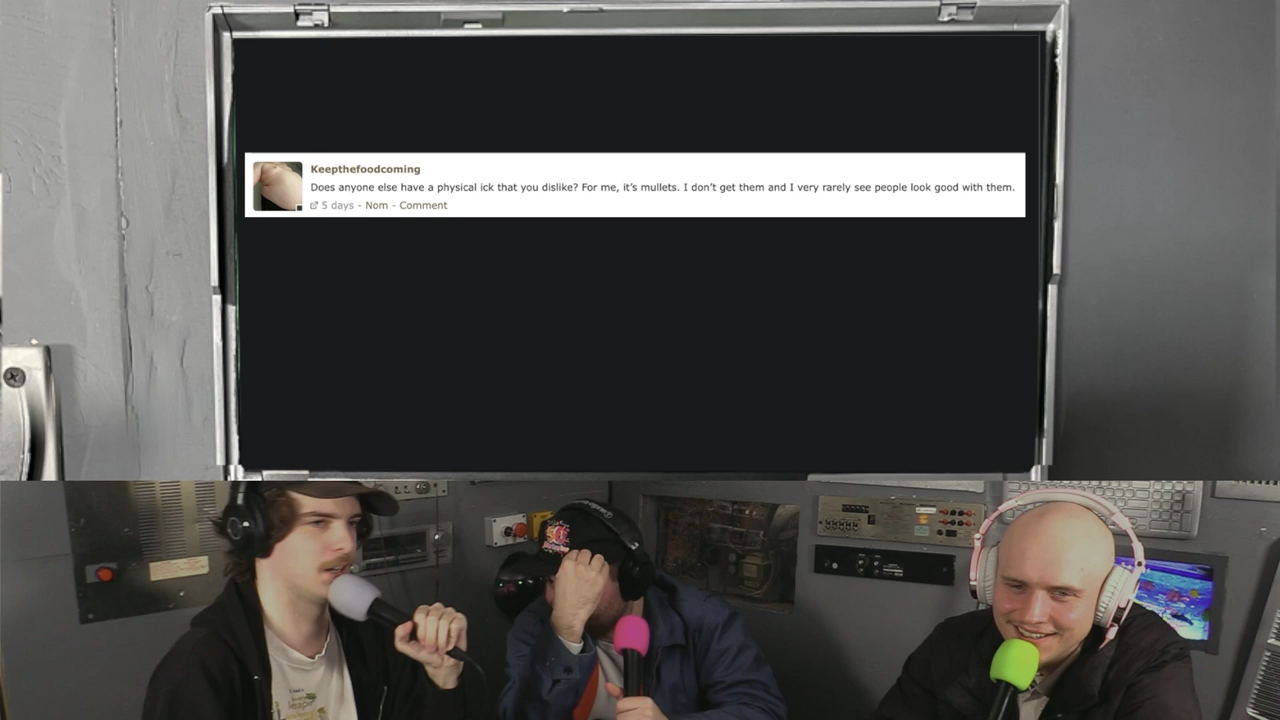 Keepthefoodcoming
Does anyone else have a physical ick that you dislike? For me, it’s mullets. I don’t get them and I very rarely see people look good with them.
5 days - Nom - Comment